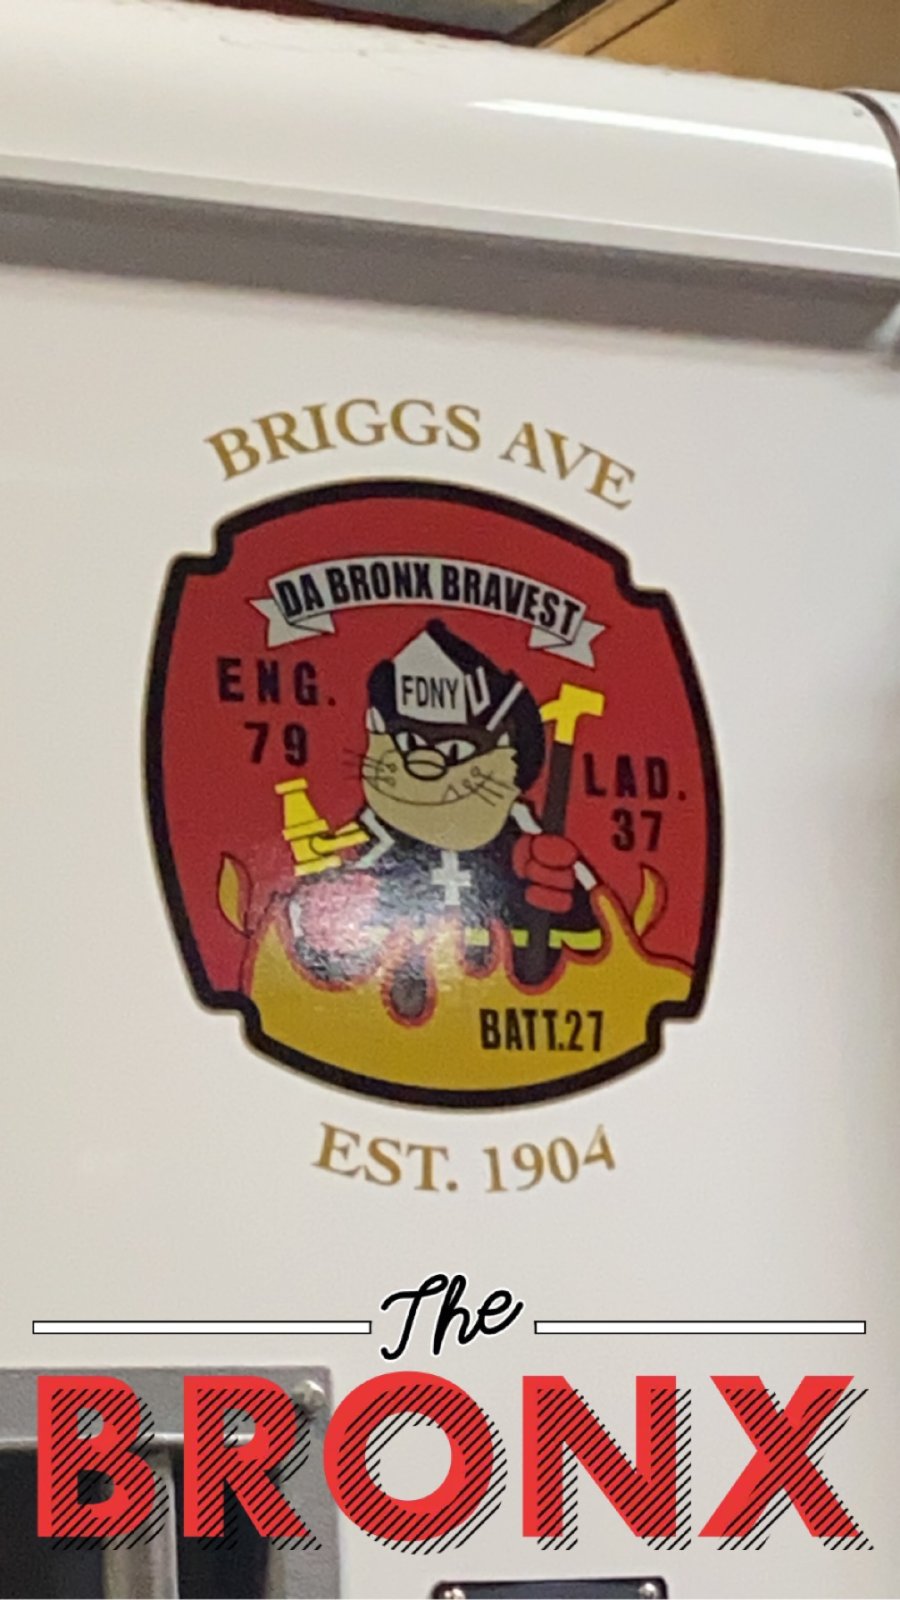 BRIGGS AVE
DA BRONX BRAVEST
ENG.
79
FDNY
LAD.
37
BATT.27
EST. 1904
The
BRONX